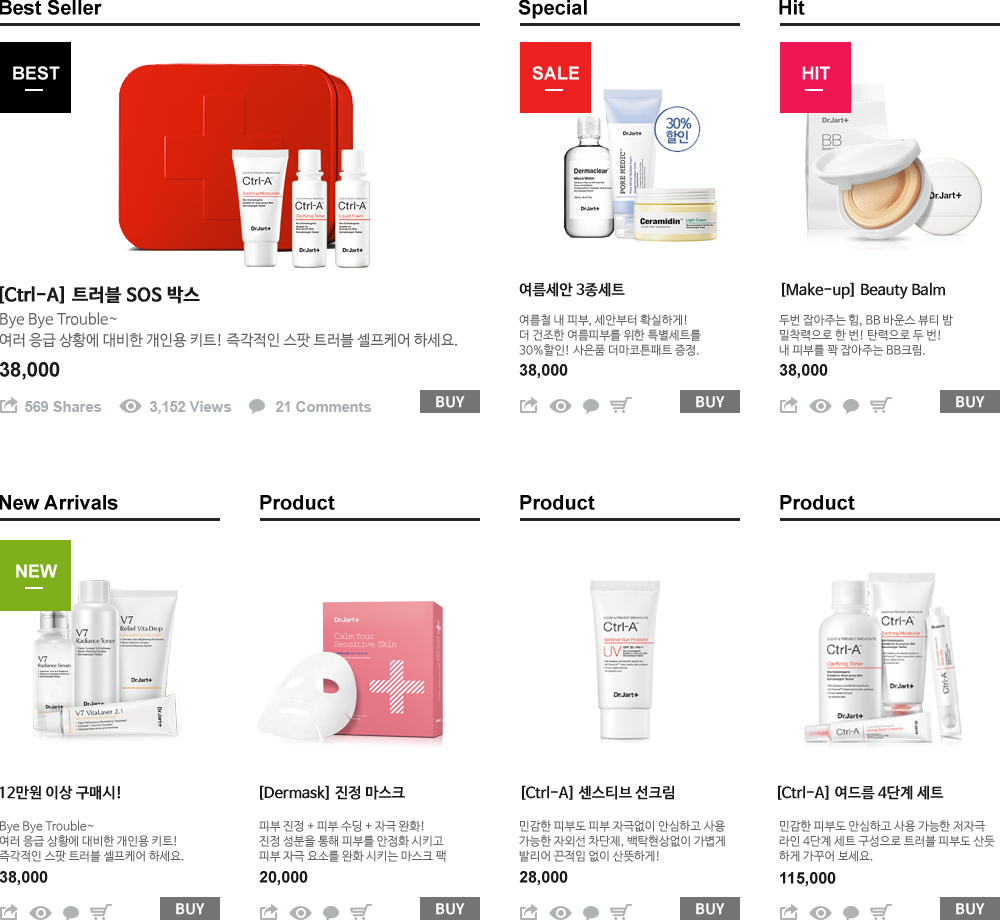 Best Seller
BEST
Ctrl-A
Soothing Moisturizer
Dr.Jart+
Ctrl-A
Clarifying Toner
Dr.Jart+
Ctrl-A
Liquid Foam
Dr.Jart+
[Ctrl-A] 트러블 SOS 박스
Bye Bye Trouble~
여러 응급 상황에 대비한 개인용 키트! 즉각적인 스팟 트러블 셀프케어 하세요.
38,000
569 Shares
3,152 Views
21 Comments
BUY
Special
SALE
30%
할인
Dr.Jart+
PORE MEDIC
Dermaclear
Micro Water
Dr.Jart+
Ceramidin
Light Cream
여름세안 3종세트
여름철 내 피부, 세안부터 확실하게!
더 건조한 여름피부를 위한 특별세트를
30%할인! 사은품 더마코튼패트 증정.
38,000
BUY
Hit
HIT
Dr.Jart+
BB
Dr.Jart+
[Make-up] Beauty Balm
두번 잡아주는 힘, BB 바운스 뷰티 밤
밀착력으로 한 번! 탄력으로 두 번!
내 피부를 꽉 잡아주는 BB크림.
38,000
BUY
New Arrivals
NEW
V7
Radiance Serum
V7
Radiance Toner
V7
Relief Vita Drop
Dr.Jart+
V7 VitaLaser 2.1
Dr.Jart+
12만원 이상 구매시!
Bye Bye Trouble~
여러 응급 상황에 대비한 개인용 키트!
즉각적인 스팟 트러블 셀프케어 하세요.
38,000
BUY
Product
Dr.Jart+
Calm Your
Sensitive Skin
[Dermask] 진정 마스크
피부 진정 + 피부 수딩 + 자극 완화!
진정 성분을 통해 피부를 안정화 시키고
피부 자극 요소를 완화 시키는 마스크 팩
20,000
BUY
Product
Ctrl-A
Sensitive Sun Protector
UV
Dr.Jart+
[Ctrl-A] 센스티브 선크림
민감한 피부도 피부 자극없이 안심하고 사용
가능한 자외선 차단제, 백탁현상없이 가볍게
발리어 끈적임 없이 산뜻하게!
28,000
BUY
Product
Ctrl-A
Clarifying Toner
Dr.Jart+
Ctrl-A
Soothing Moisturizer
Dr.Jart+
Ctrl-A
Ctrl-A
[Ctrl-A] 여드름 4단계 세트
민감한 피부도 안심하고 사용 가능한 저자극
라인 4단계 세트 구성으로 트러블 피부도 산듯
하게 가꾸어 보세요.
115,000
BUY